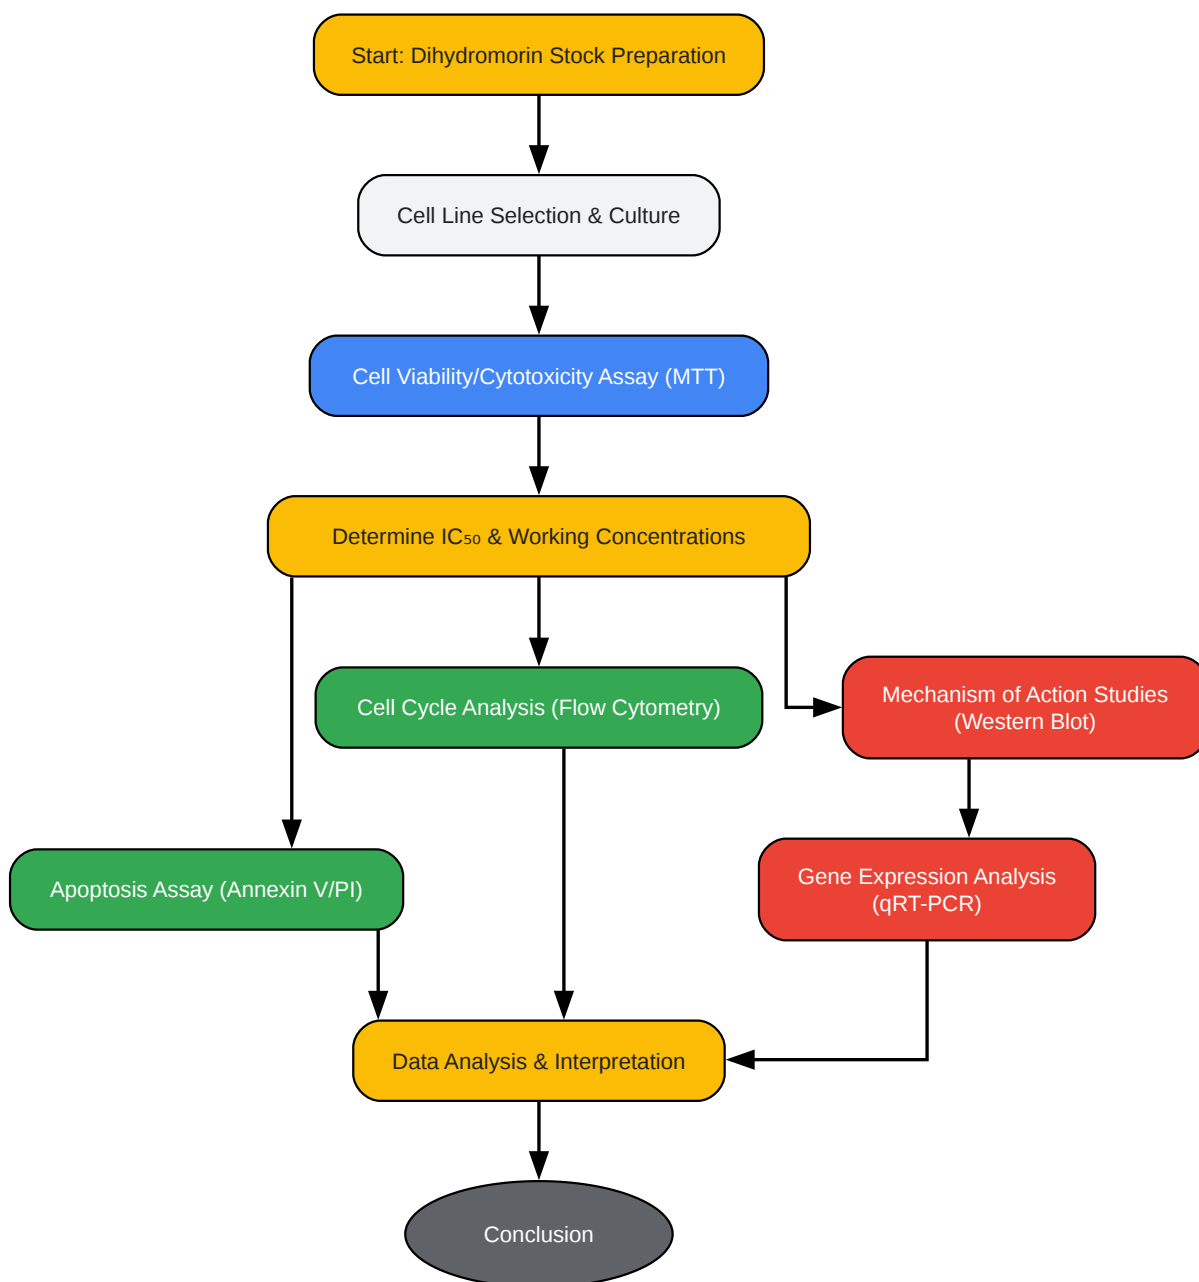 Start: Dihydromorin Stock Preparation
Cell Line Selection & Culture
Cell Viability/Cytotoxicity Assay (MTT)
Determine IC₅₀ & Working Concentrations
Cell Cycle Analysis (Flow Cytometry)
Mechanism of Action Studies
(Western Blot)
Apoptosis Assay (Annexin V/PI)
Gene Expression Analysis
(qRT-PCR)
Data Analysis & Interpretation
Conclusion